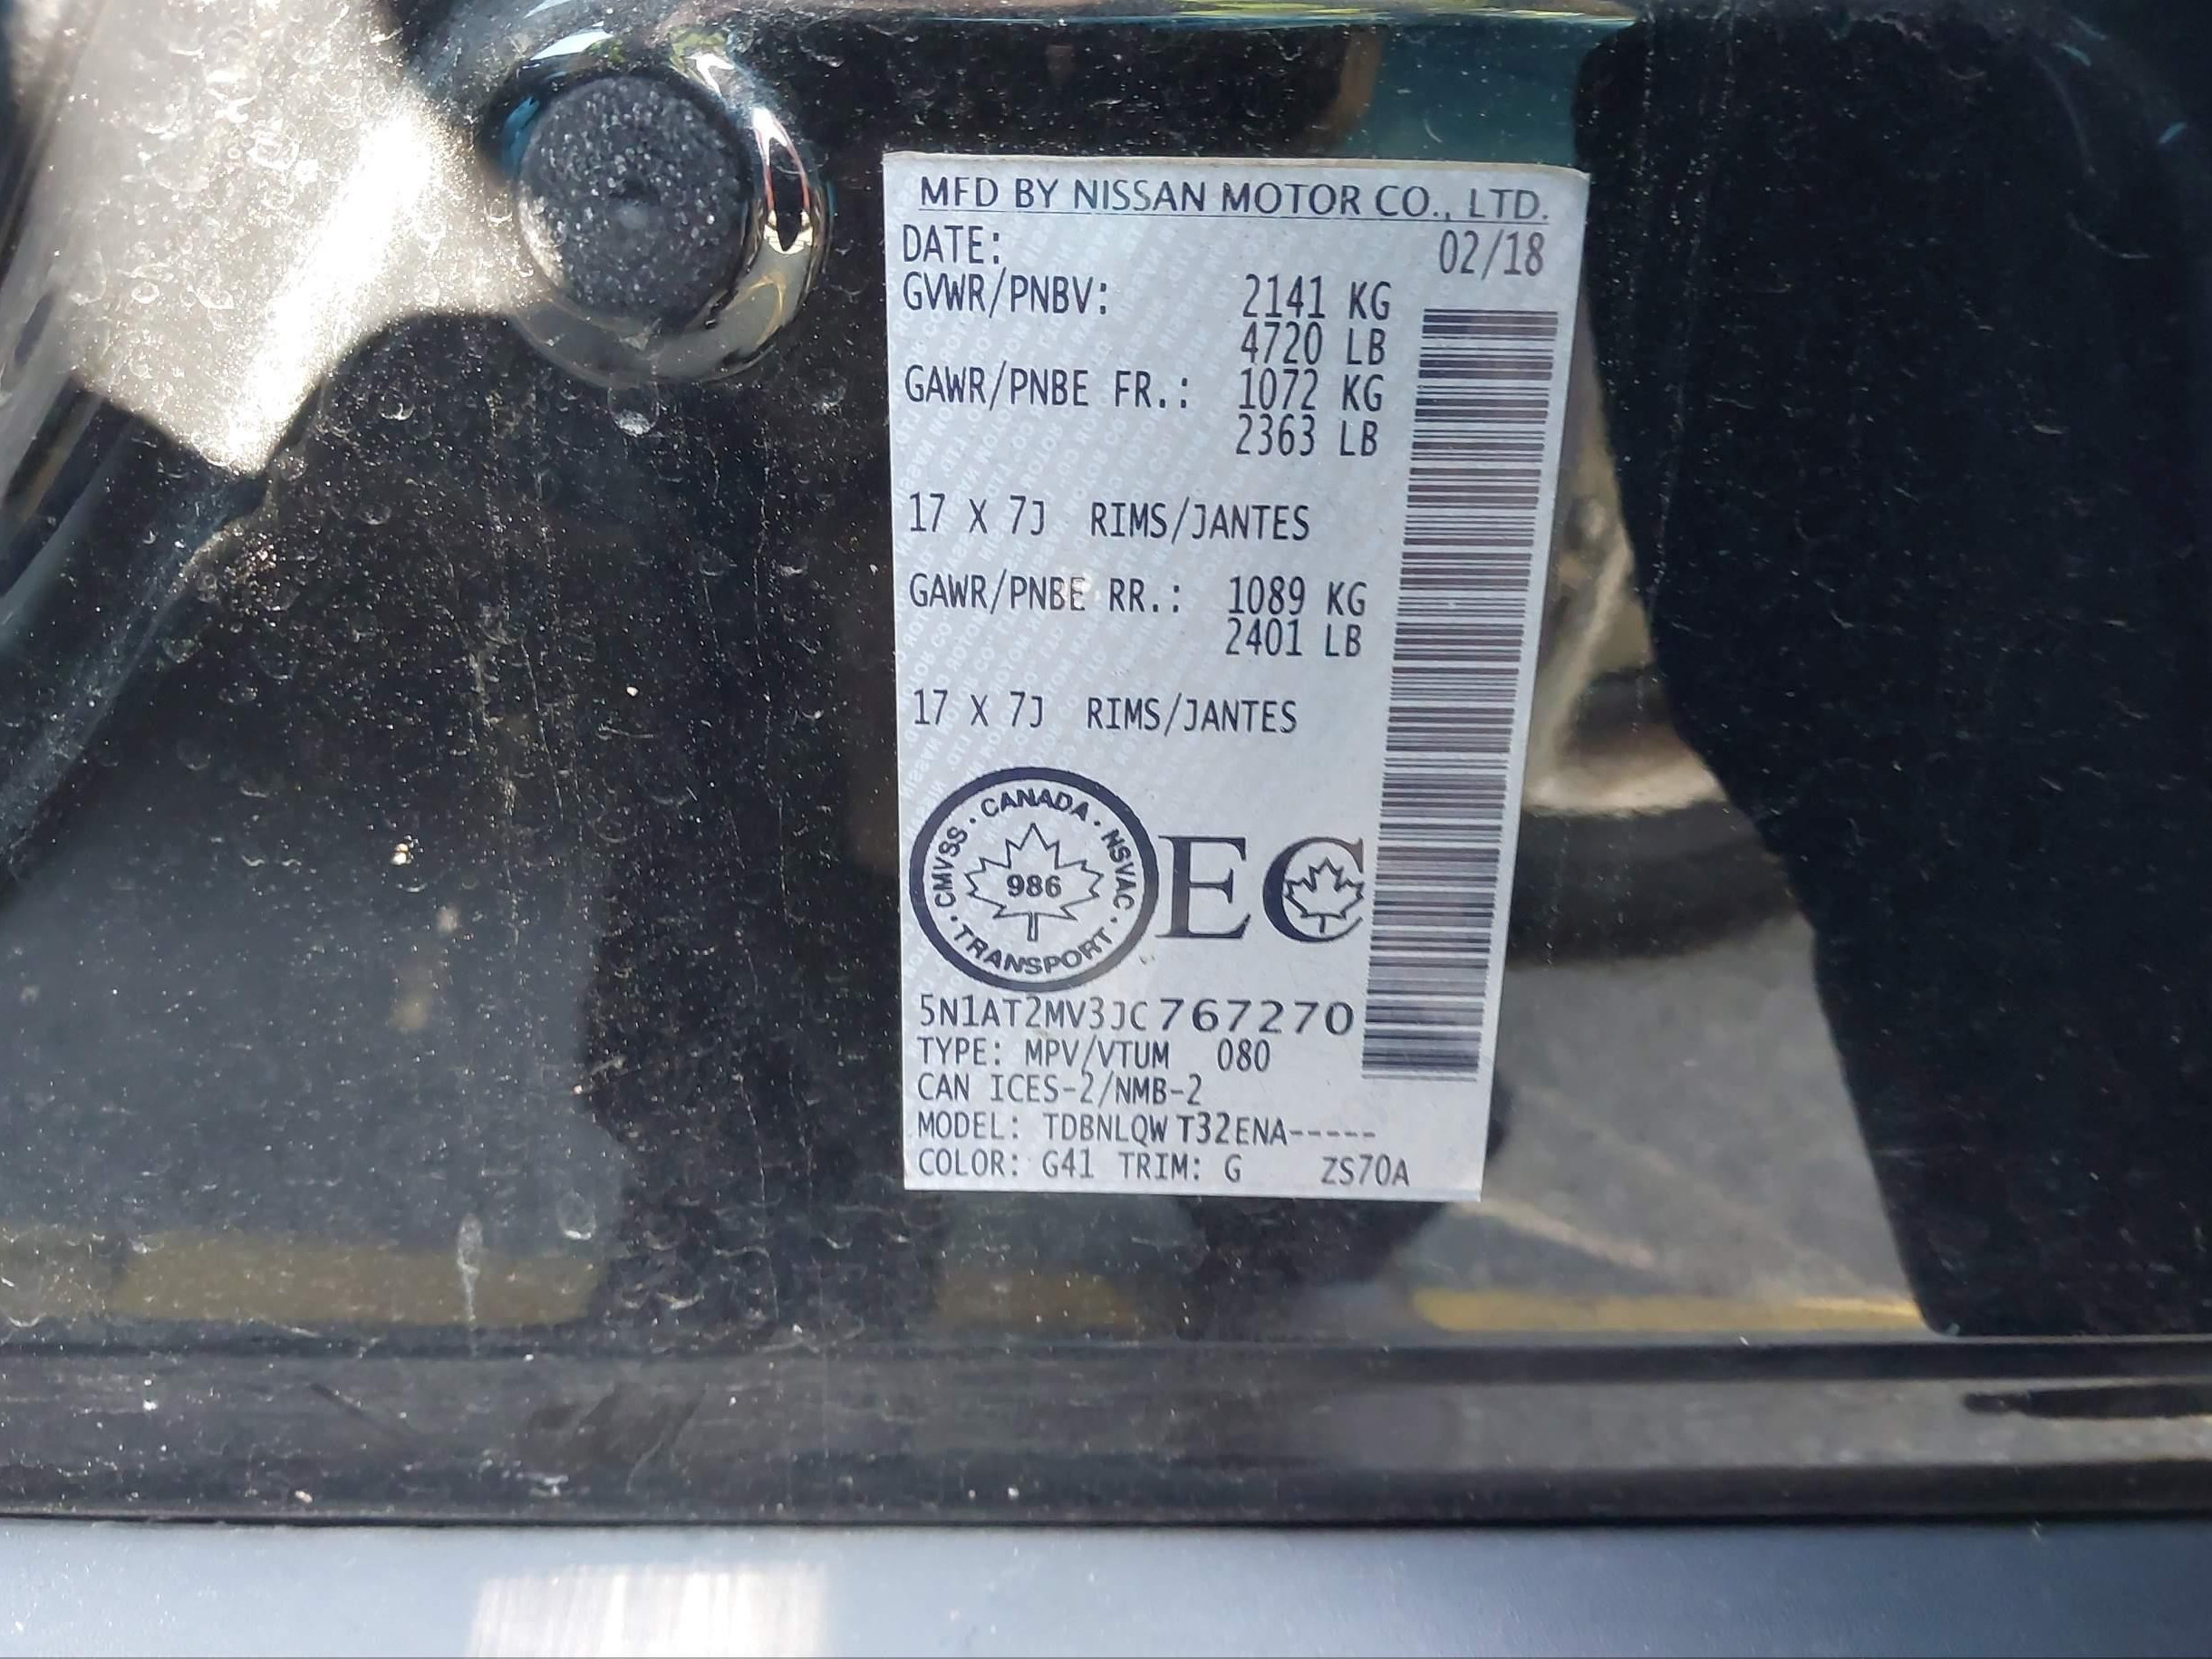 MFD BY NISSAN MOTOR CO., LTD.
DATE: 02/18
GVWR/PNBV: 2141 KG
4720 LB
GAWR/PNBE FR.: 1072 KG
2363 LB
17 X 7J RIMS/JANTES
GAWR/PNBE RR.: 1089 KG
2401 LB
17 X 7J RIMS/JANTES
CMVSS · CANADA · NSVAC · TRANSPORT ·
986
EC
5N1AT2MV3JC767270
TYPE: MPV/VTUM 080
CAN ICES-2/NMB-2
MODEL: TDBNLQW T32ENA-----
COLOR: G41 TRIM: G ZS70A